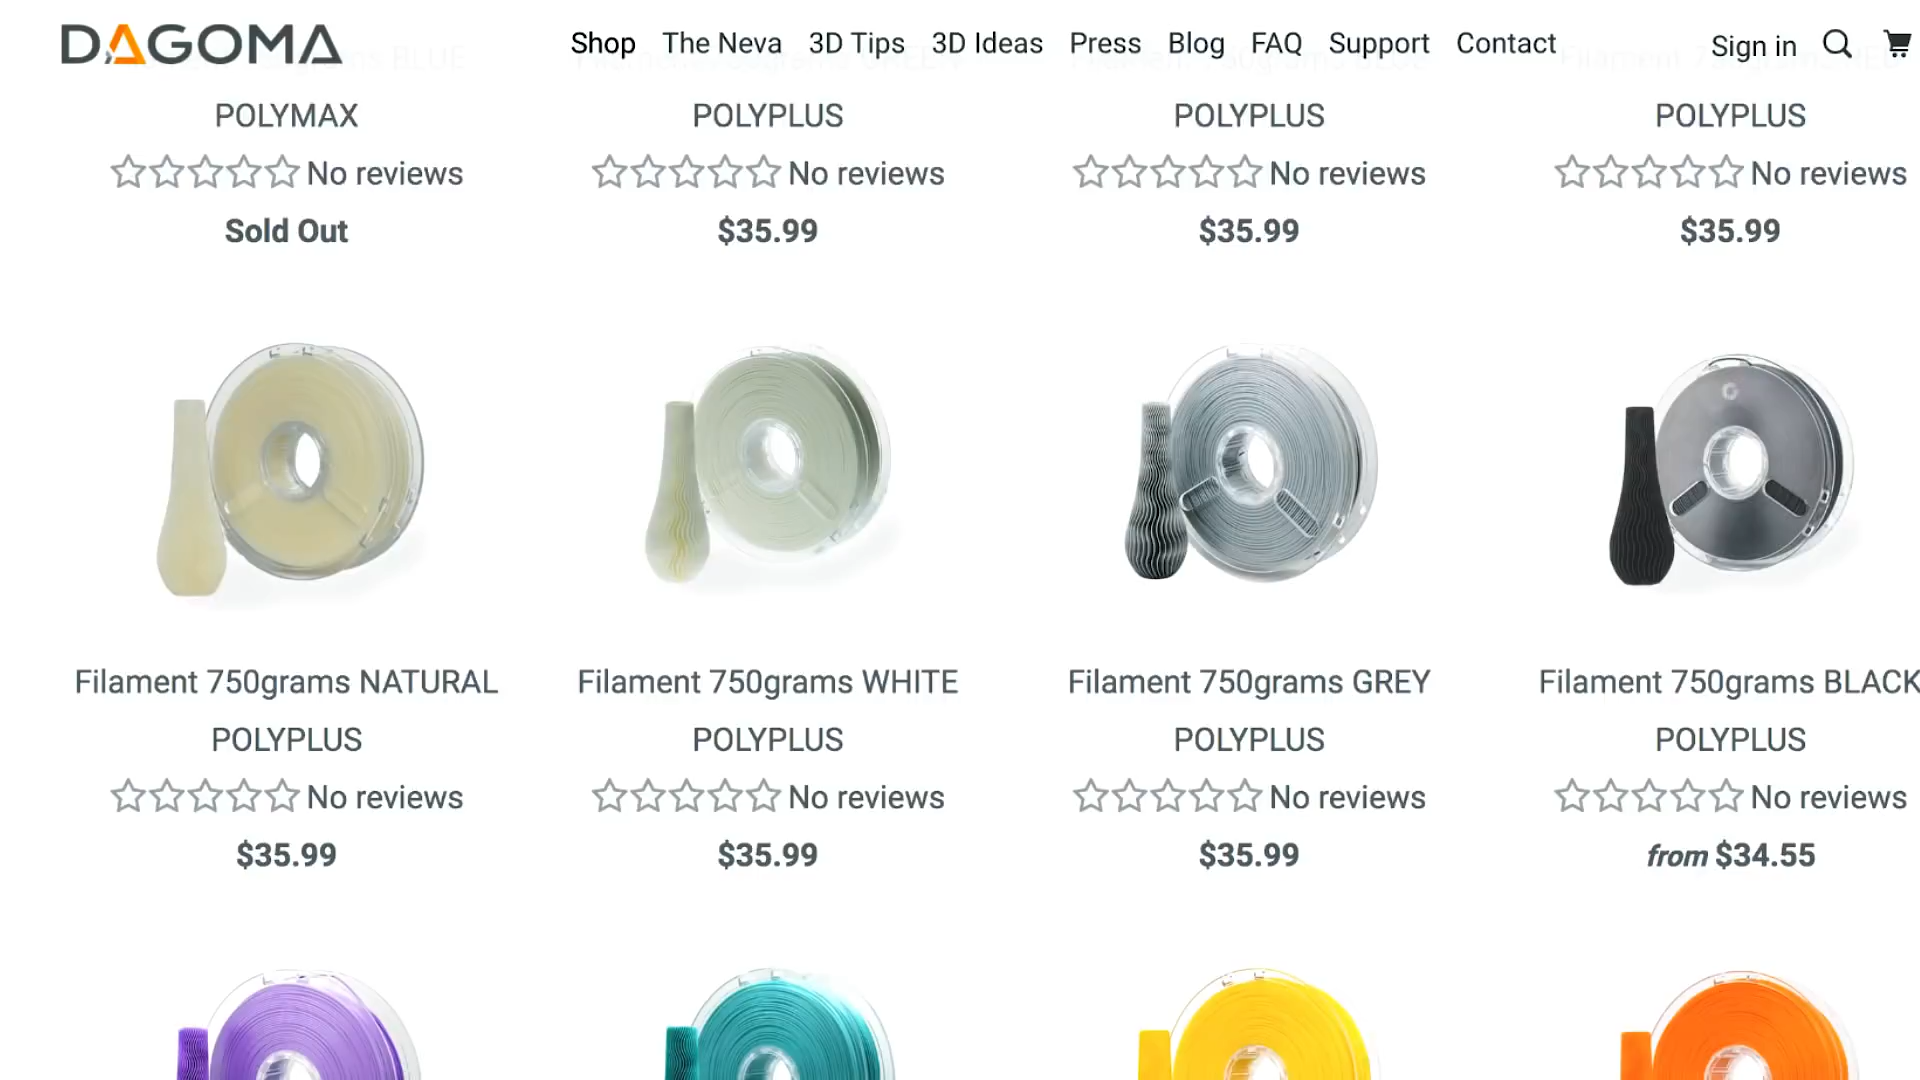 DAGOMA
Shop The Neva 3D Tips 3D Ideas Press Blog FAQ Support Contact
Sign in
POLYMAX
No reviews
Sold Out
POLYPLUS
No reviews
$35.99
POLYPLUS
No reviews
$35.99
POLYPLUS
No reviews
$35.99
Filament 750grams NATURAL
POLYPLUS
No reviews
$35.99
Filament 750grams WHITE
POLYPLUS
No reviews
$35.99
Filament 750grams GREY
POLYPLUS
No reviews
$35.99
Filament 750grams BLACK
POLYPLUS
No reviews
from $34.55